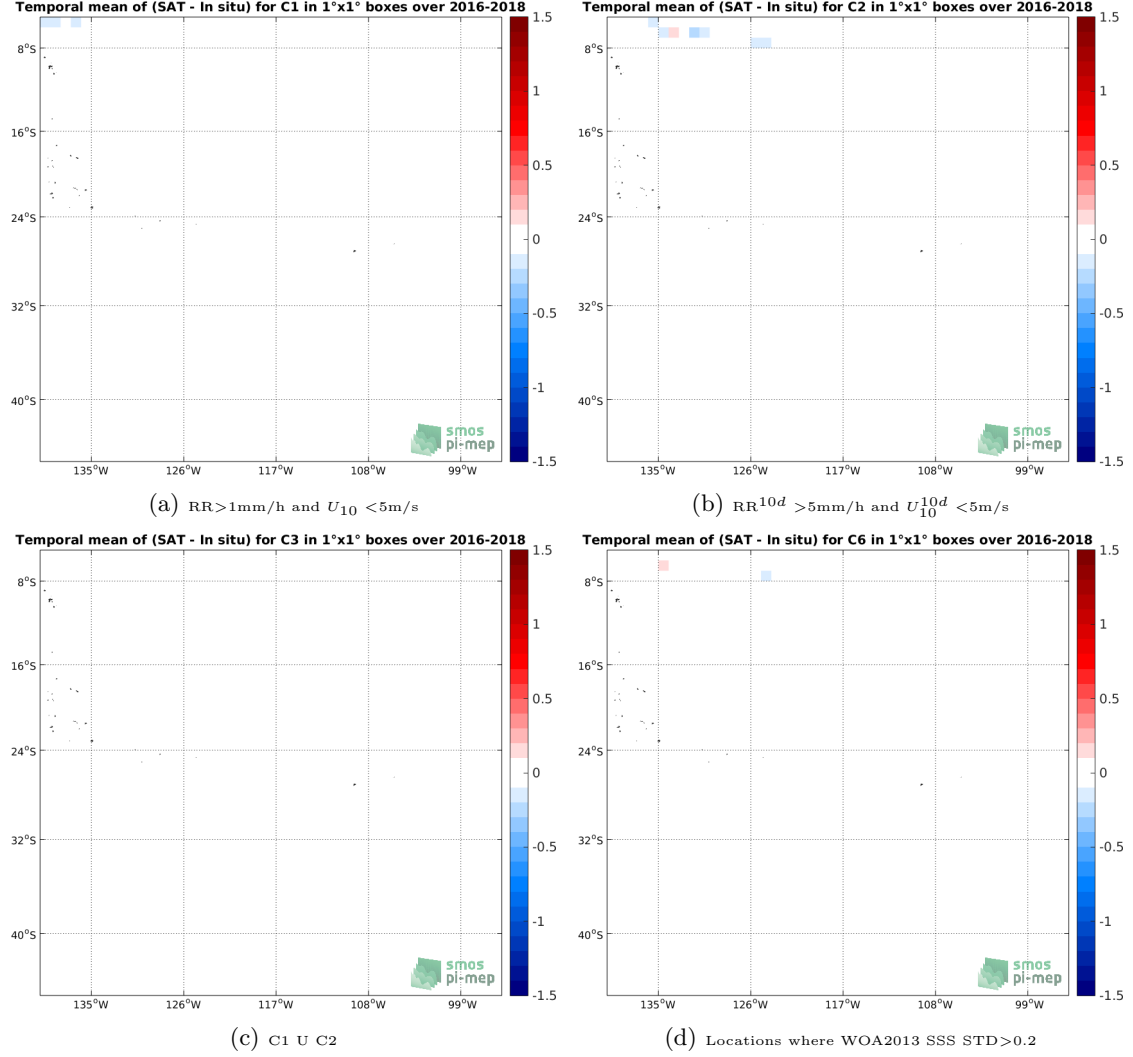 Temporal mean of (SAT - In situ) for C1 in 1°x1° boxes over 2016-2018
8°S
16°S
24°S
32°S
40°S
135°W
126°W
117°W
108°W
99°W
1.5
1
0.5
0
-0.5
-1
-1.5
smos
pi-mep
(a) RR>1mm/h and U10 <5m/s
Temporal mean of (SAT - In situ) for C2 in 1°x1° boxes over 2016-2018
8°S
16°S
24°S
32°S
40°S
135°W
126°W
117°W
108°W
99°W
1.5
1
0.5
0
-0.5
-1
-1.5
smos
pi-mep
(b) RR10d >5mm/h and U10 10d <5m/s
Temporal mean of (SAT - In situ) for C3 in 1°x1° boxes over 2016-2018
8°S
16°S
24°S
32°S
40°S
135°W
126°W
117°W
108°W
99°W
1.5
1
0.5
0
-0.5
-1
-1.5
smos
pi-mep
(c) C1 U C2
Temporal mean of (SAT - In situ) for C6 in 1°x1° boxes over 2016-2018
8°S
16°S
24°S
32°S
40°S
135°W
126°W
117°W
108°W
99°W
1.5
1
0.5
0
-0.5
-1
-1.5
smos
pi-mep
(d) Locations where WOA2013 SSS STD>0.2